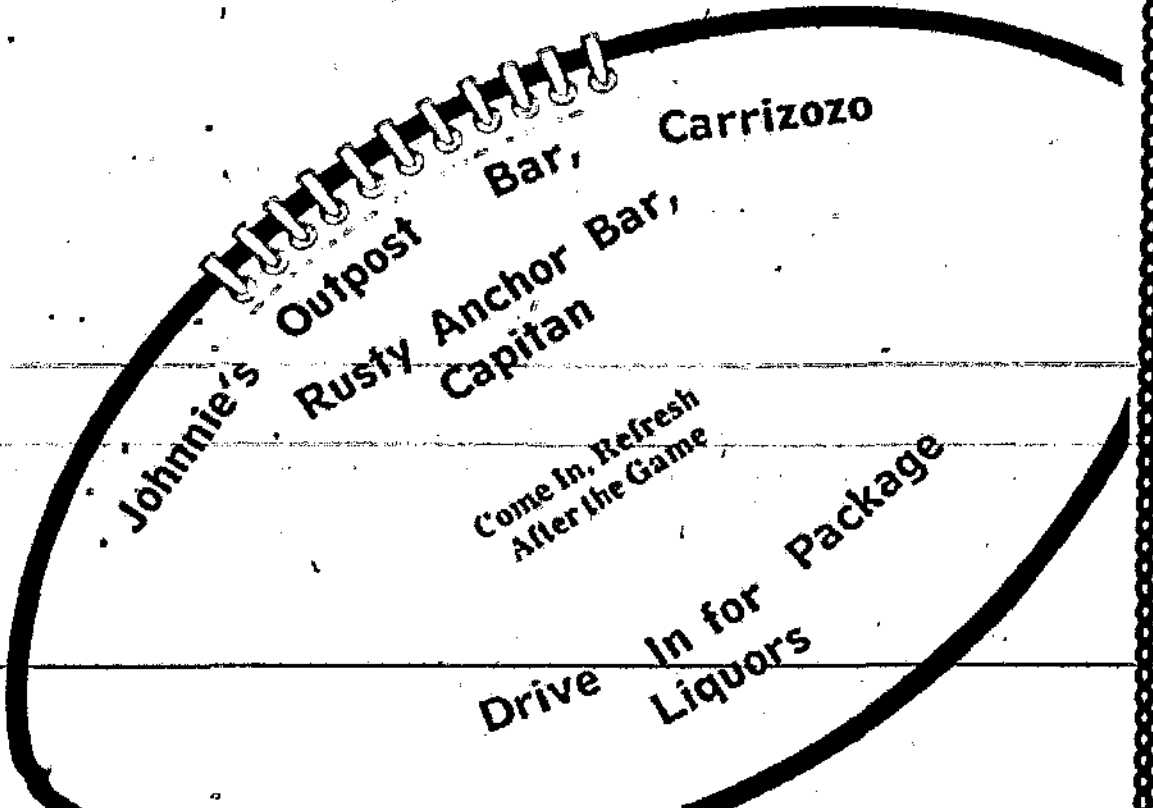 Johnnie's Outpost Bar, Carrizozo
Rusty Anchor Bar,
Capitan
Come In, Refresh
After the Game
Drive In for Package
Liquors